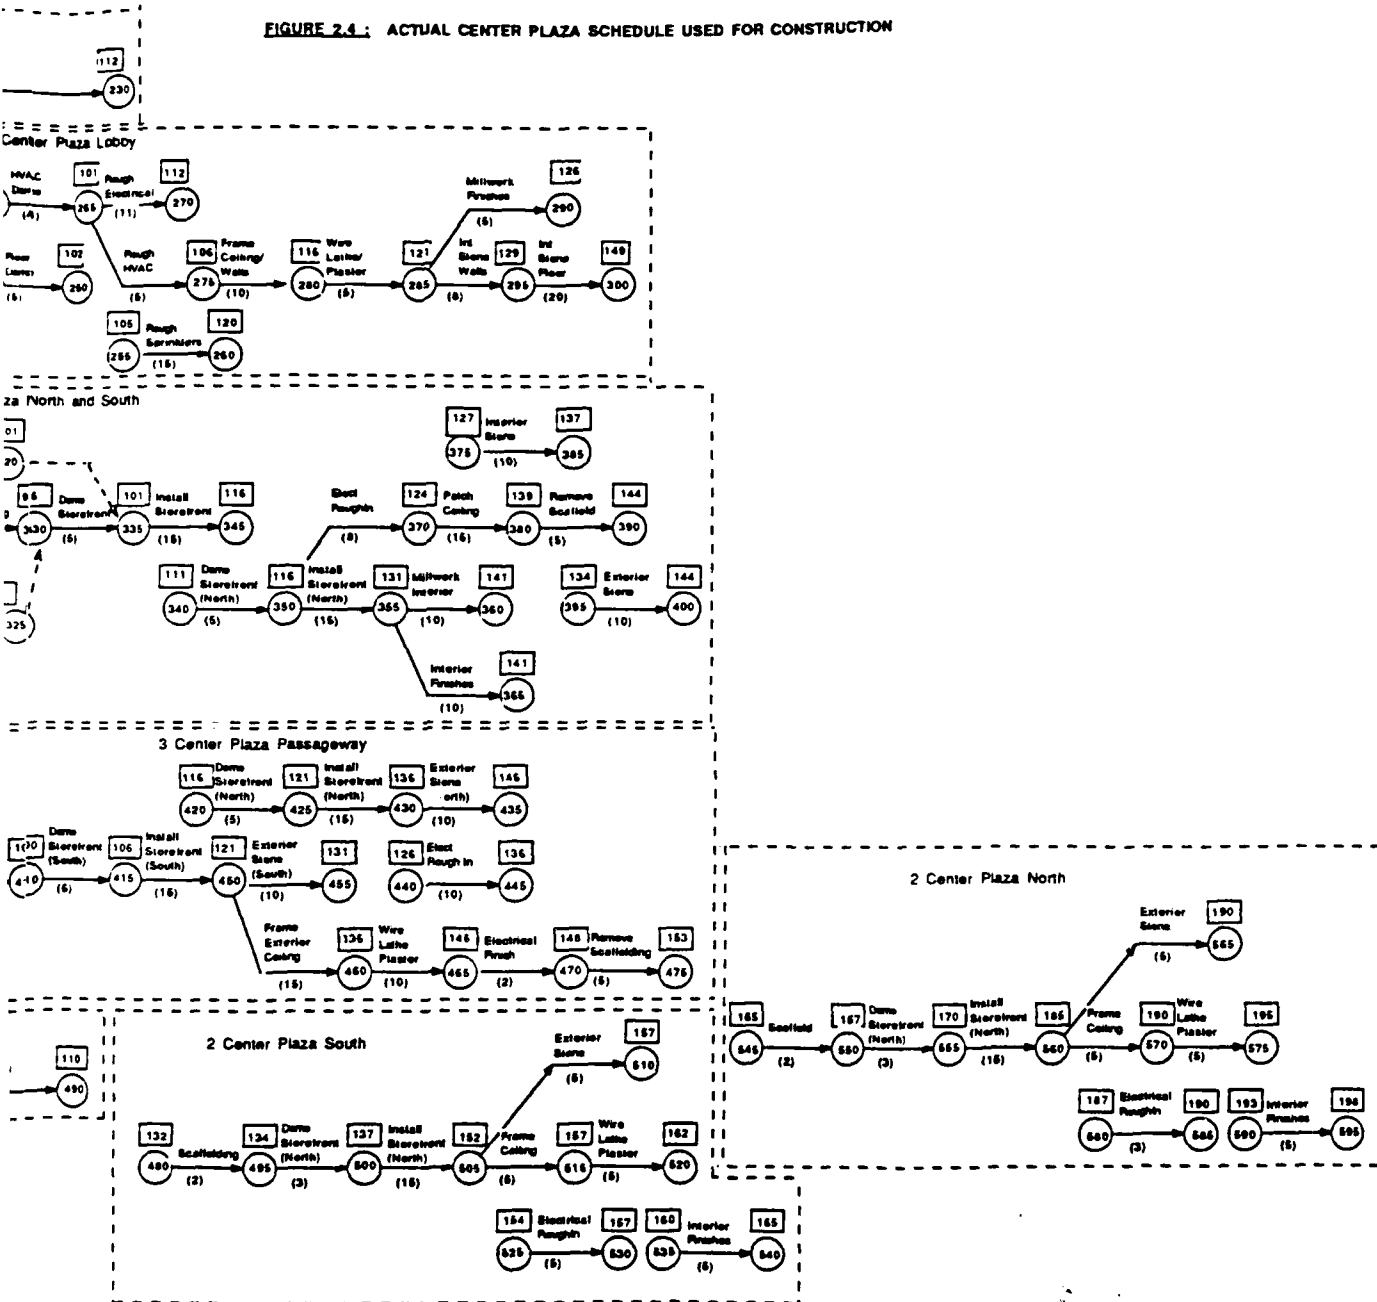 FIGURE 2.4 : ACTUAL CENTER PLAZA SCHEDULE USED FOR CONSTRUCTION
112
230
Center Plaza Lobby
HVAC
Demo
(4)
101
265
Rough
Electrical
(11)
112
270
Millwork
Finishes
(5)
126
290
Floor
(5)
102
250
Rough
HVAC
(5)
106
275
Frame
Ceiling/
Walls
(10)
116
280
Wire
Lathe/
Plaster
(5)
121
285
Int
Stone
Walls
(8)
129
295
Int
Stone
Floor
(20)
149
300
105
255
Rough
Sprinklers
(15)
120
260
za North and South
01
20
127
375
Interior
Stone
(10)
137
385
96
330
Demo
Storefront
(5)
101
335
Install
Storefront
(15)
116
345
Elect
Roughin
(8)
124
370
Patch
Ceiling
(15)
139
380
Remove
Scaffold
(5)
144
390
325
111
340
Demo
Storefront
(North)
(5)
116
350
Install
Storefront
(North)
(15)
131
355
Millwork
Interior
(10)
141
360
134
395
Exterior
Stone
(10)
144
400
Interior
Finishes
(10)
141
365
3 Center Plaza Passageway
116
420
Demo
Storefront
(North)
(5)
121
425
Install
Storefront
(North)
(15)
136
430
Exterior
Stone
orth)
(10)
146
435
100
410
Demo
Storefront
(South)
(6)
106
415
Install
Storefront
(South)
(15)
121
450
Exterior
Stone
(South)
(10)
131
455
126
440
Elect
Rough In
(10)
136
445
Frame
Exterior
Ceiling
(15)
136
460
Wire
Lathe
Plaster
(10)
146
465
Electrical
Finish
(2)
148
470
Remove
Scaffolding
(5)
153
475
110
490
2 Center Plaza South
Exterior
Stone
(5)
157
510
132
480
Scaffolding
(2)
134
495
Demo
Storefront
(North)
(3)
137
500
Install
Storefront
(North)
(15)
152
505
Frame
Ceiling
(5)
157
515
Wire
Lathe
Plaster
(5)
162
520
154
525
Electrical
Roughin
(5)
157
530
160
535
Interior
Finishes
(5)
165
540
2 Center Plaza North
Exterior
Stone
(5)
190
565
165
545
Scaffold
(2)
167
550
Demo
Storefront
(North)
(3)
170
555
Install
Storefront
(North)
(15)
185
560
Frame
Ceiling
(5)
190
570
Wire
Lathe
Plaster
(5)
195
575
187
580
Electrical
Roughin
(3)
190
585
193
590
Interior
Finishes
(5)
198
595